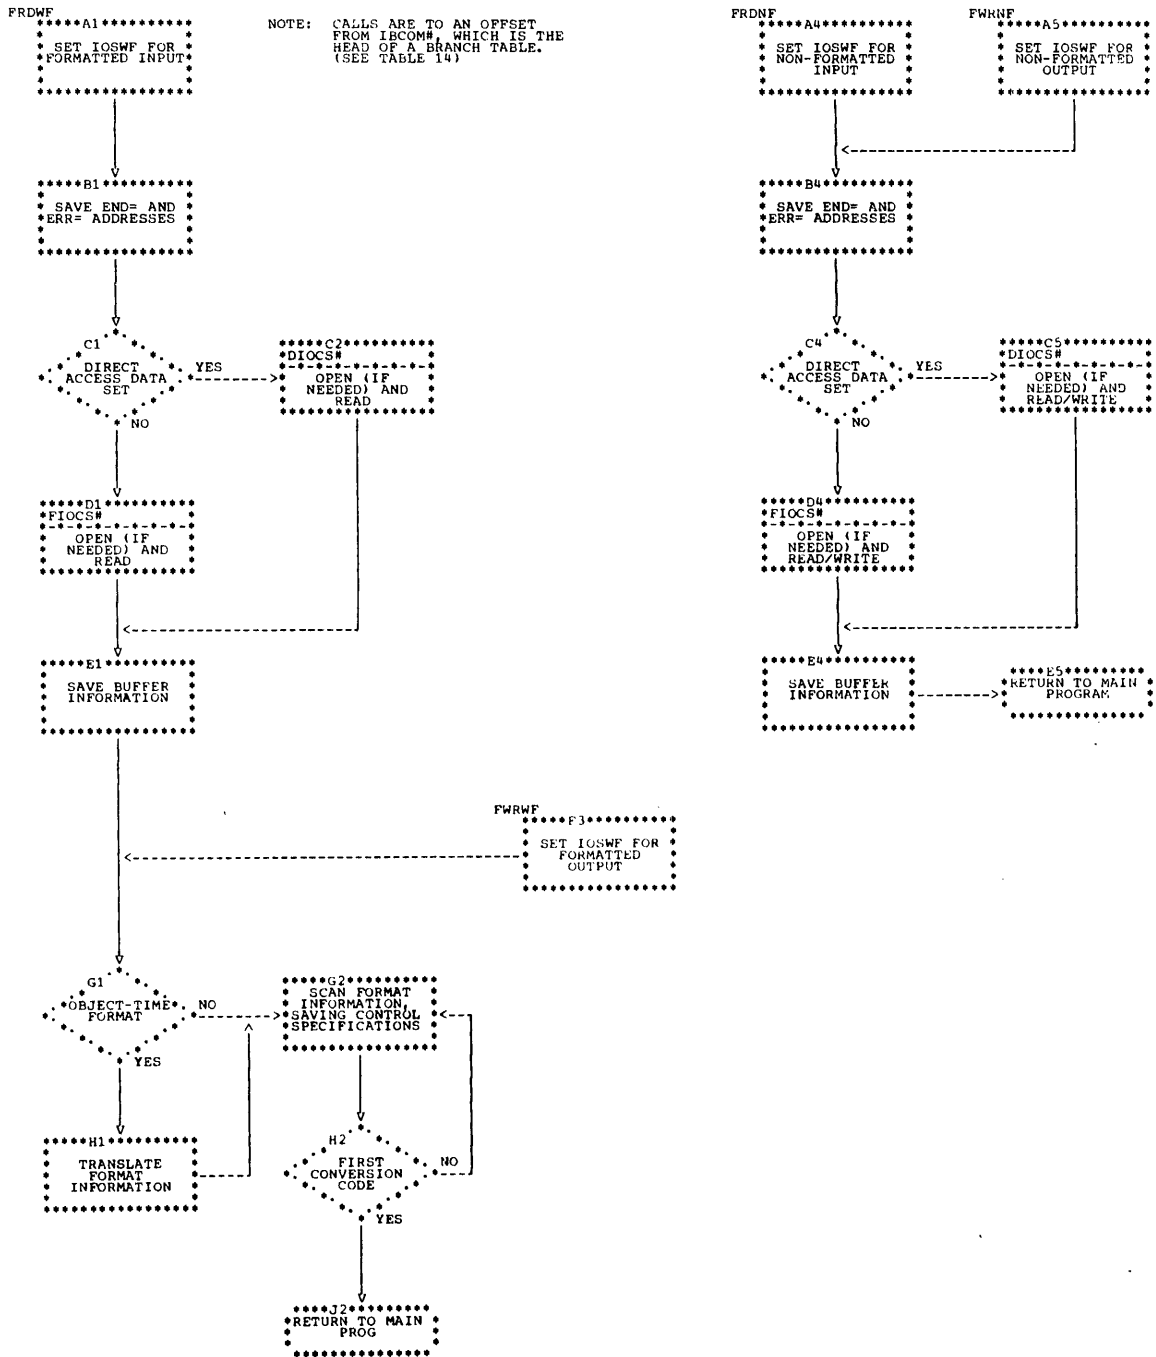 FRDWF
A1
SET IOSWF FOR
FORMATTED INPUT
NOTE: CALLS ARE TO AN OFFSET
FROM IBCOM#, WHICH IS THE
HEAD OF A BRANCH TABLE.
(SEE TABLE 14)
FRDNF
A4
SET IOSWF FOR
NON-FORMATTED
INPUT
FWRNF
A5
SET IOSWF FOR
NON-FORMATTED
OUTPUT
B1
SAVE END= AND
ERR= ADDRESSES
B4
SAVE END= AND
ERR= ADDRESSES
C1
DIRECT
ACCESS DATA
SET
YES
NO
C2
DIOCS#
OPEN (IF
NEEDED) AND
READ
C4
DIRECT
ACCESS DATA
SET
YES
NO
C5
DIOCS#
OPEN (IF
NEEDED) AND
READ/WRITE
D1
FIOCS#
OPEN (IF
NEEDED) AND
READ
D4
FIOCS#
OPEN (IF
NEEDED) AND
READ/WRITE
E1
SAVE BUFFER
INFORMATION
E4
SAVE BUFFER
INFORMATION
E5
RETURN TO MAIN
PROGRAM
FWRWF
F3
SET IOSWF FOR
FORMATTED
OUTPUT
G1
OBJECT-TIME
FORMAT
NO
YES
G2
SCAN FORMAT
INFORMATION,
SAVING CONTROL
SPECIFICATIONS
H1
TRANSLATE
FORMAT
INFORMATION
H2
FIRST
CONVERSION
CODE
NO
YES
J2
RETURN TO MAIN
PROG